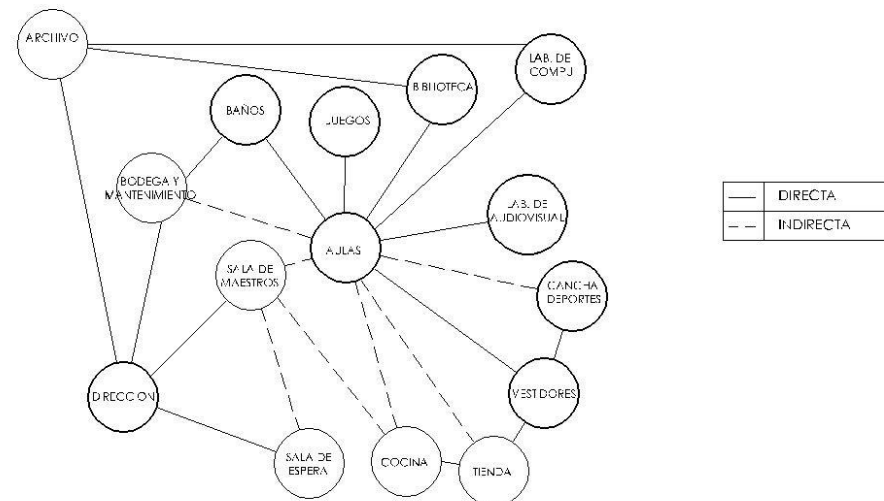 ARCHIVO
LAB. DE
COMPU
BIBLIOTECA
BAÑOS
JUEGOS
BODEGA Y
MANTENIMIENTO
LAB. DE
AUDIOVISUAL
DIRECTA
INDIRECTA
AULAS
SALA DE
MAESTROS
CANCHA
DEPORTES
DIRECCION
VESTIDORES
SALA DE
ESPERA
COCINA
TIENDA